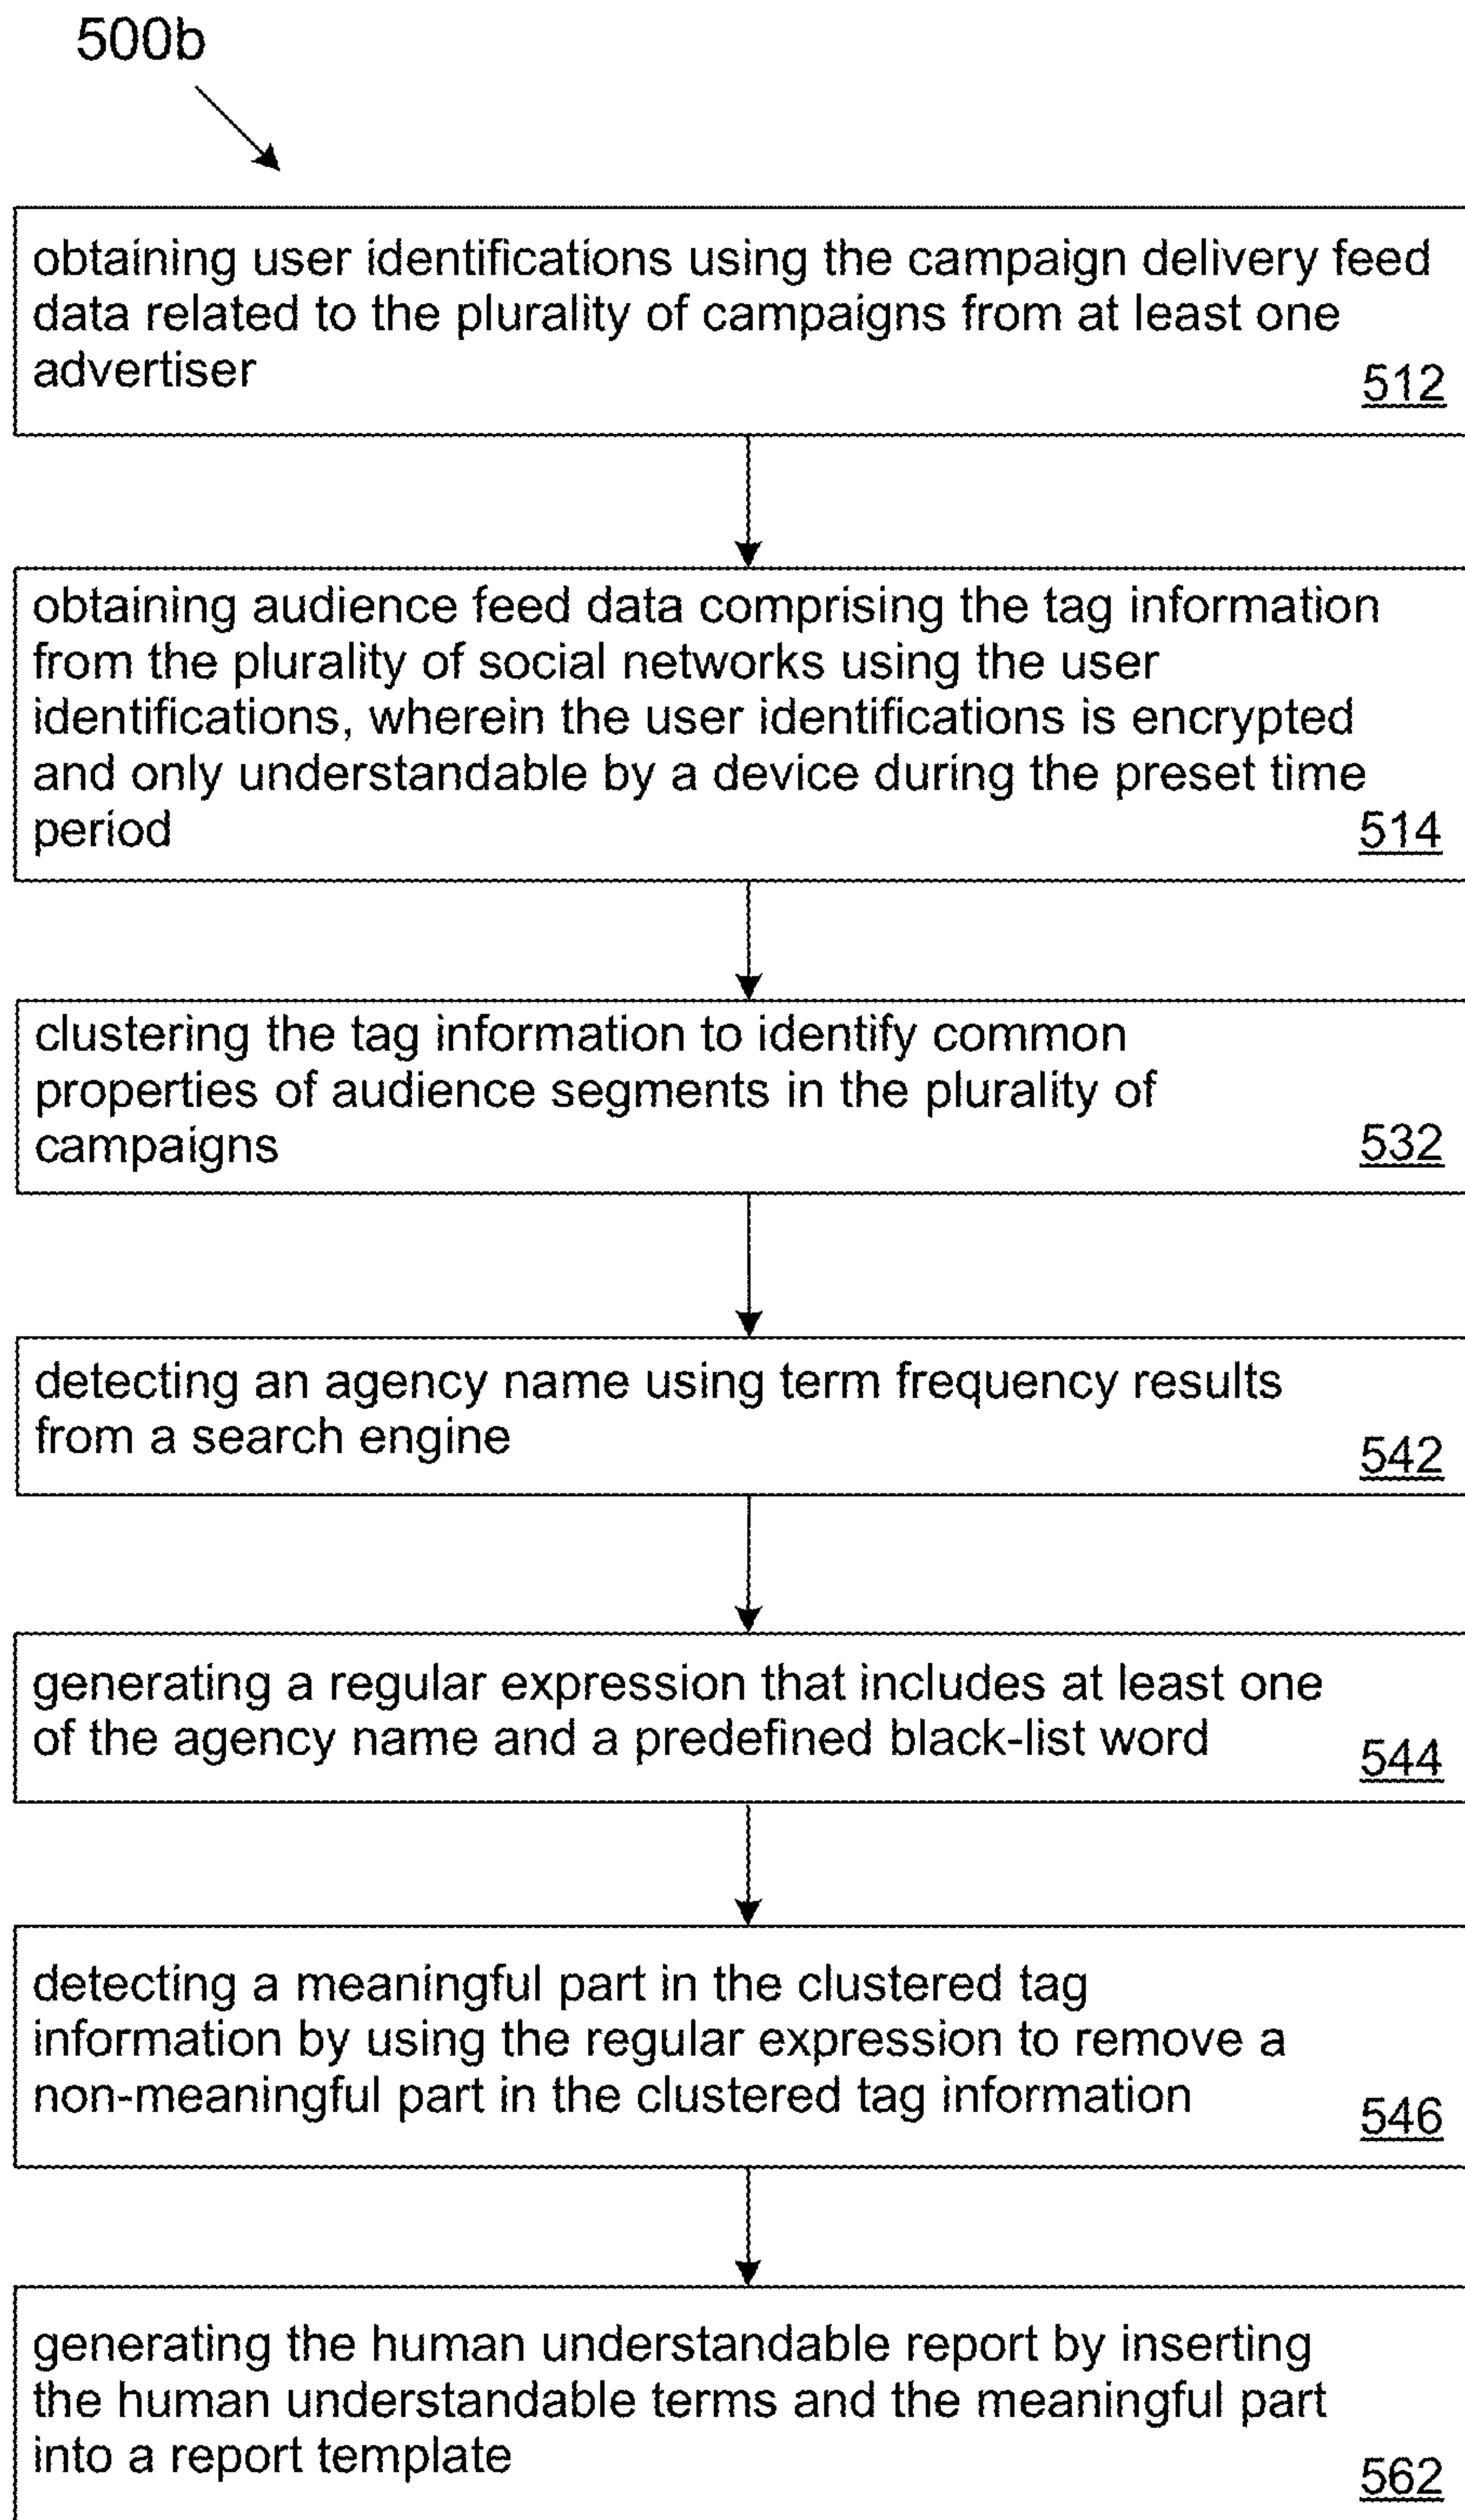 500b
obtaining user identifications using the campaign delivery feed
data related to the plurality of campaigns from at least one
advertiser
512
obtaining audience feed data comprising the tag information
from the plurality of social networks using the user
identifications, wherein the user identifications is encrypted
and only understandable by a device during the preset time
period
514
clustering the tag information to identify common
properties of audience segments in the plurality of
campaigns
532
detecting an agency name using term frequency results
from a search engine
542
generating a regular expression that includes at least one
of the agency name and a predefined black-list word
544
detecting a meaningful part in the clustered tag
information by using the regular expression to remove a
non-meaningful part in the clustered tag information
546
generating the human understandable report by inserting
the human understandable terms and the meaningful part
into a report template
562